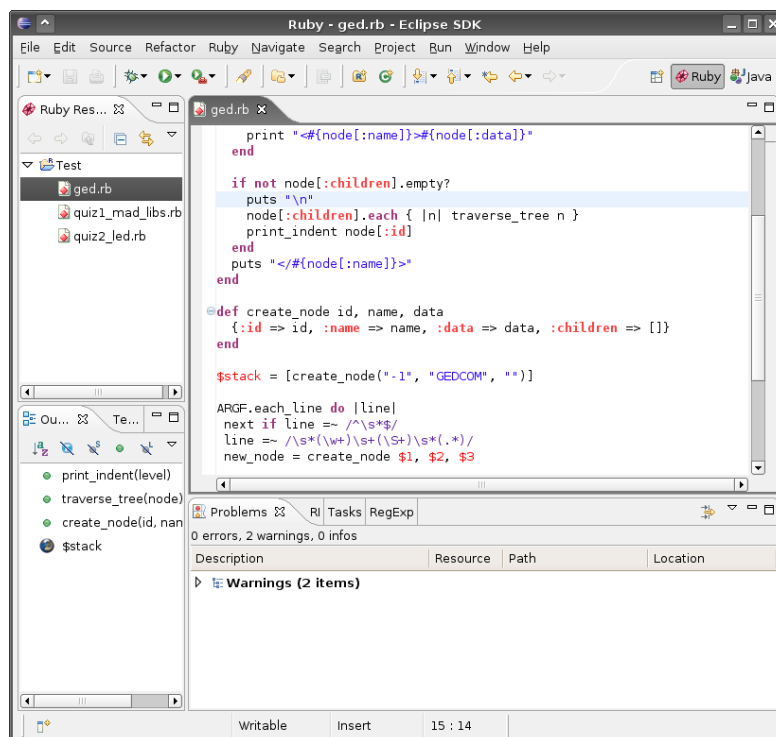 Ruby - ged.rb - Eclipse SDK
File Edit Source Refactor Ruby Navigate Search Project Run Window Help
Ruby Java
Ruby Res...
Test
ged.rb
quiz1_mad_libs.rb
quiz2_led.rb
ged.rb
print "<#{node[:name]}>#{node[:data]}"
end
if not node[:children].empty?
puts "\n"
node[:children].each { |n| traverse_tree n }
print_indent node[:id]
end
puts "</#{node[:name]}>"
end
def create_node id, name, data
{:id => id, :name => name, :data => data, :children => []}
end
$stack = [create_node("-1", "GEDCOM", "")]
ARGF.each_line do |line|
next if line =~ /^\s*$/
line =~ /\s*(\w+)\s+(\S+)\s*(.*)/
new_node = create_node $1, $2, $3
Ou... Te...
print_indent(level)
traverse_tree(node)
create_node(id, nan
$stack
Problems RI Tasks RegExp
0 errors, 2 warnings, 0 infos
Description Resource Path Location
Warnings (2 items)
Writable Insert 15 : 14